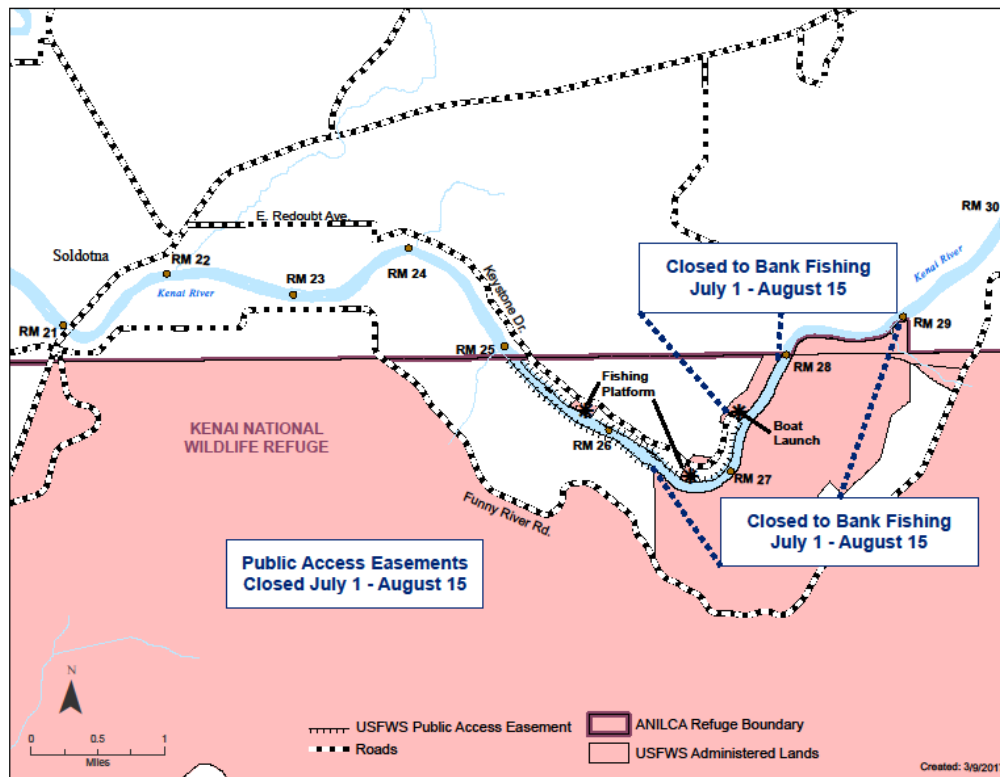 RM 30
E. Redoubt Ave.
Soldotna
RM 22
RM 24
Kenai River
Closed to Bank Fishing
July 1 - August 15
RM 23
Kenai River
Keystone Dr.
RM 21
RM 29
RM 25
RM 28
Fishing
Platform
KENAI NATIONAL
WILDLIFE REFUGE
Boat
Launch
RM 26
RM 27
Funny River Rd.
Closed to Bank Fishing
July 1 - August 15
Public Access Easements
Closed July 1 - August 15
N
USFWS Public Access Easement
ANILCA Refuge Boundary
0 0.5 1
Roads
USFWS Administered Lands
Miles
Created: 3/9/2017